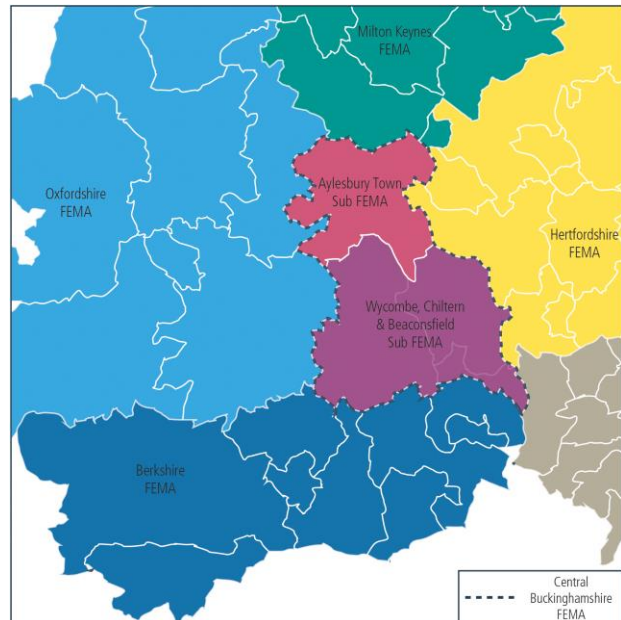 Milton Keynes
FEMA
Aylesbury Town
Sub FEMA
Oxfordshire
FEMA
Hertfordshire
FEMA
Wycombe, Chiltern
& Beaconsfield
Sub FEMA
Berkshire
FEMA
Central
Buckinghamshire
FEMA